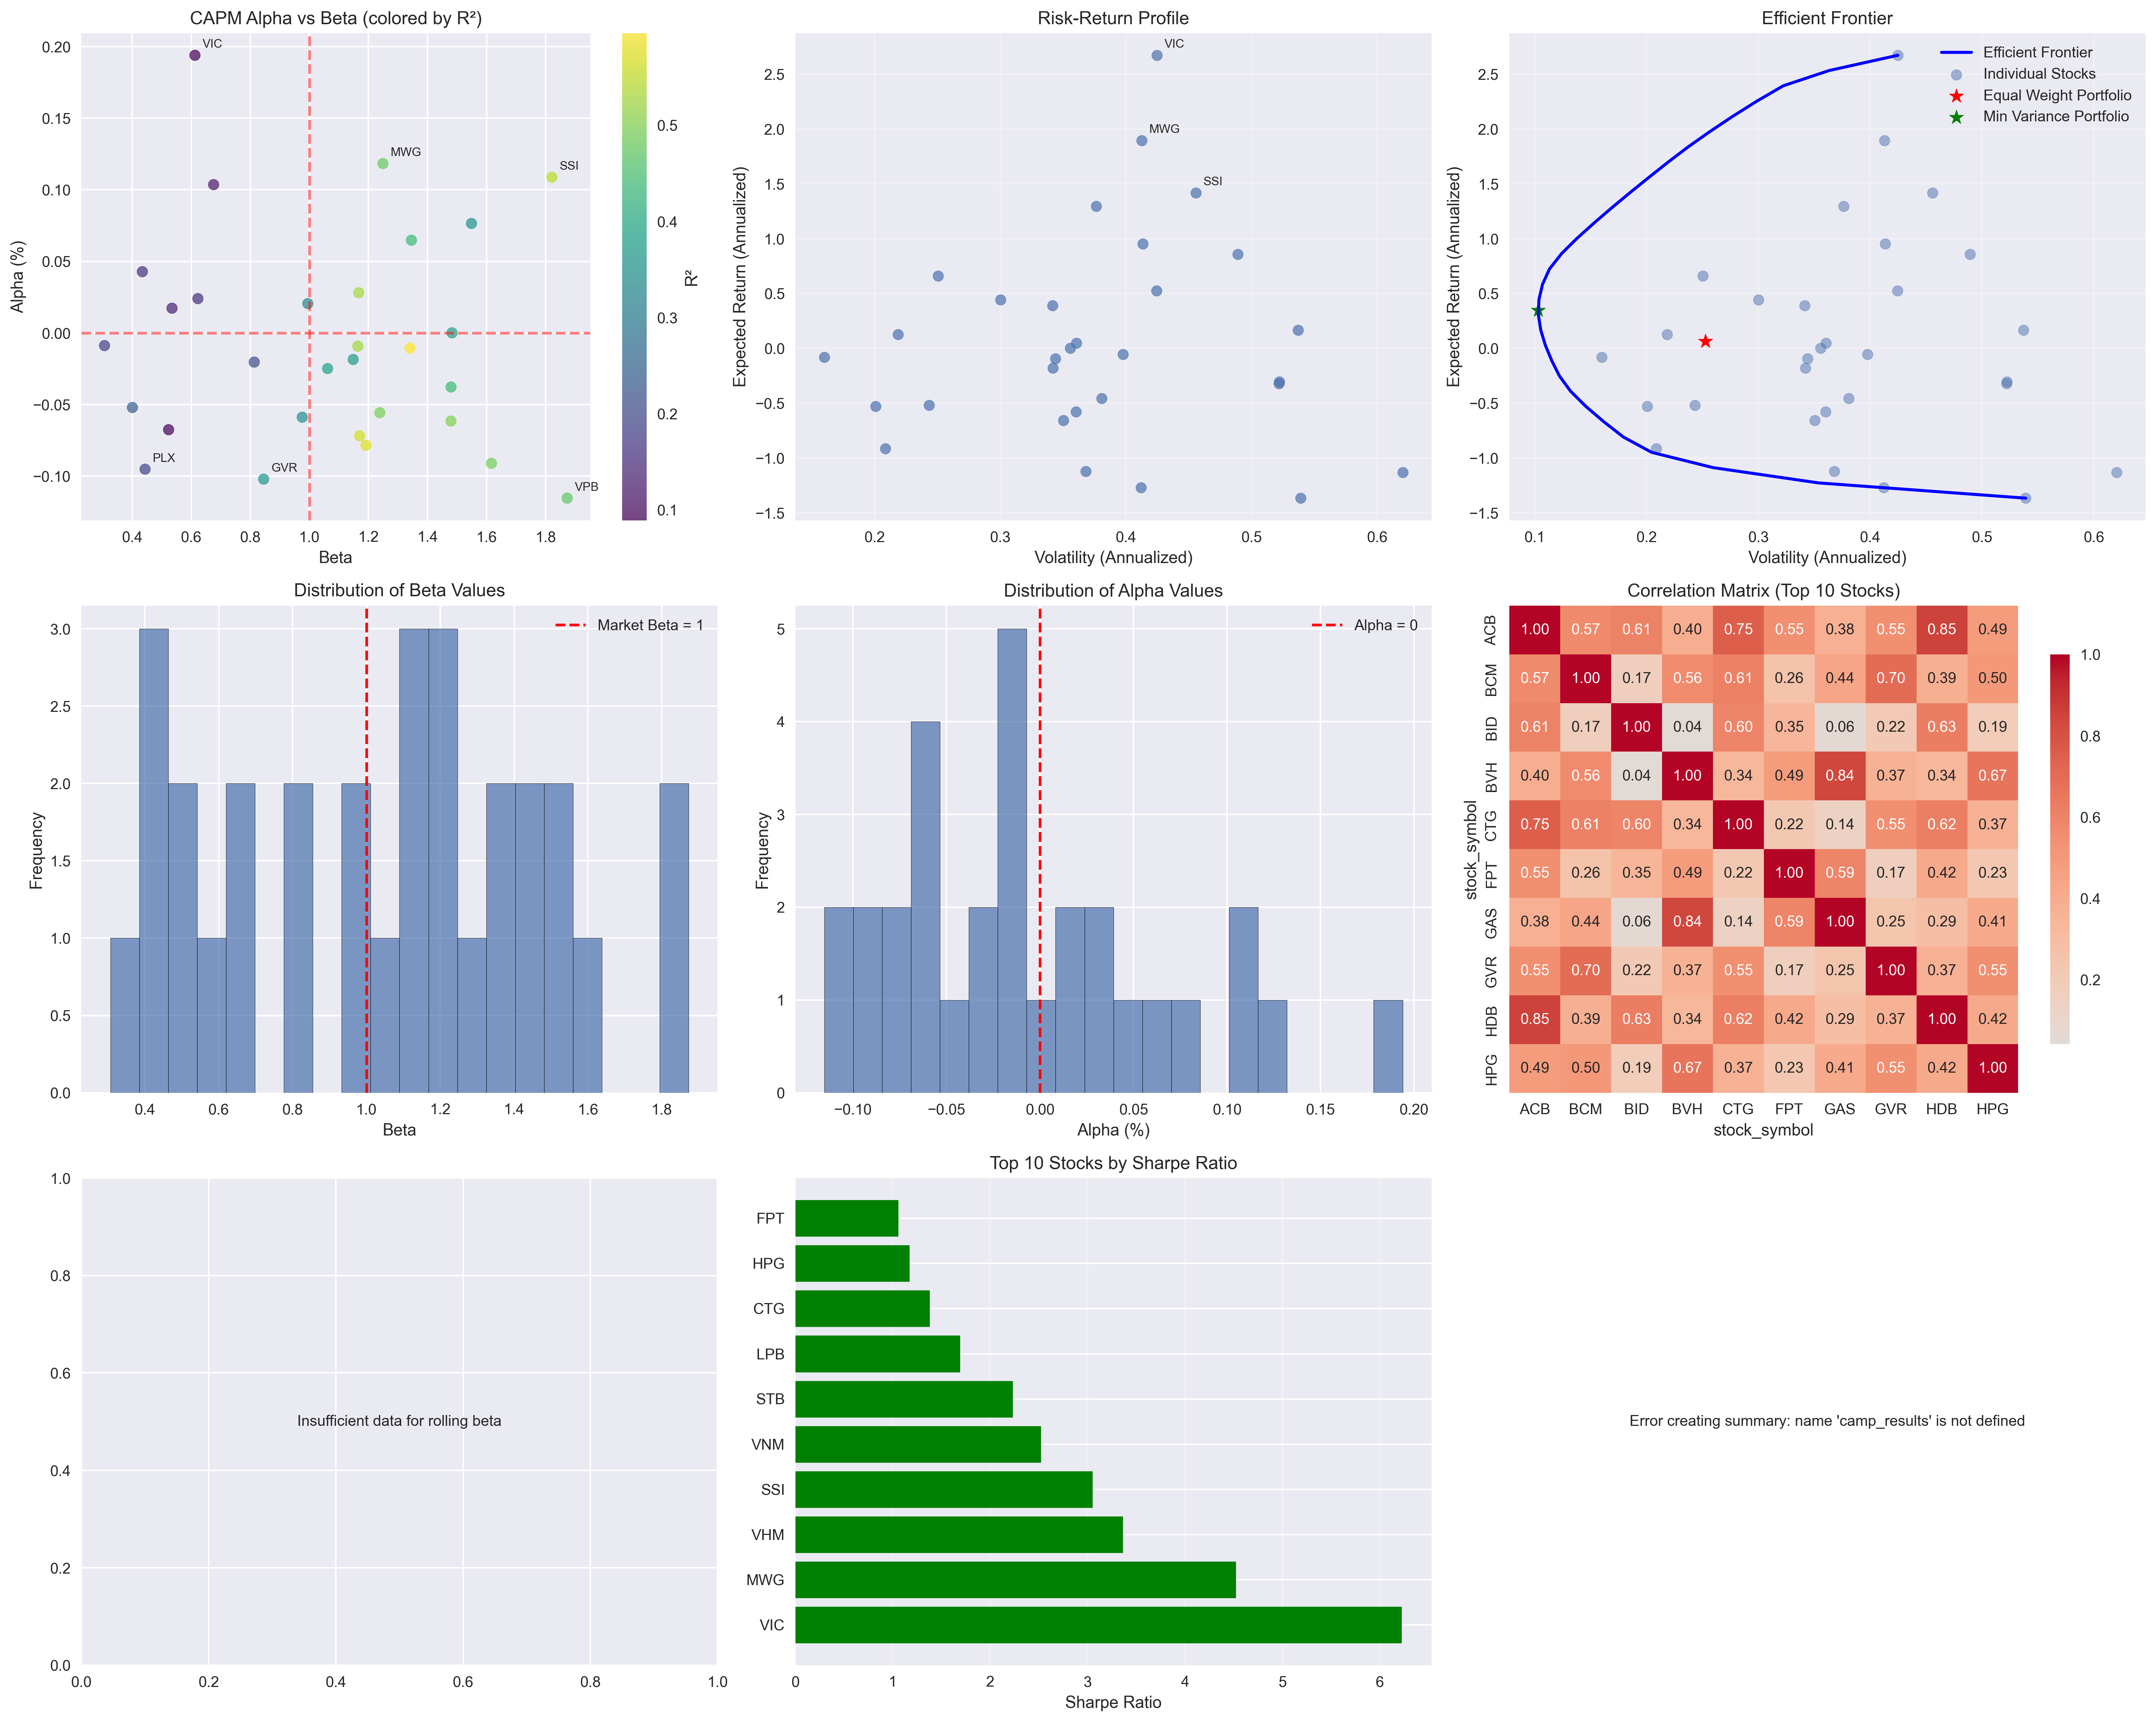 CAPM Alpha vs Beta (colored by R²)
Alpha (%)
0.20
0.15
0.10
0.05
0.00
−0.05
−0.10
VIC
MWG
SSI
PLX
GVR
VPB
0.4 0.6 0.8 1.0 1.2 1.4 1.6 1.8
Beta
0.5
0.4
0.3
0.2
0.1
R²
Risk-Return Profile
Expected Return (Annualized)
2.5
2.0
1.5
1.0
0.5
0.0
−0.5
−1.0
−1.5
VIC
MWG
SSI
0.2 0.3 0.4 0.5 0.6
Volatility (Annualized)
Efficient Frontier
Expected Return (Annualized)
2.5
2.0
1.5
1.0
0.5
0.0
−0.5
−1.0
−1.5
Efficient Frontier
Individual Stocks
Equal Weight Portfolio
Min Variance Portfolio
0.1 0.2 0.3 0.4 0.5 0.6
Volatility (Annualized)
Distribution of Beta Values
Frequency
3.0
2.5
2.0
1.5
1.0
0.5
0.0
Market Beta = 1
0.4 0.6 0.8 1.0 1.2 1.4 1.6 1.8
Beta
Distribution of Alpha Values
Frequency
5
4
3
2
1
0
Alpha = 0
−0.10 −0.05 0.00 0.05 0.10 0.15 0.20
Alpha (%)
Correlation Matrix (Top 10 Stocks)
stock_symbol
ACB 1.00 0.57 0.61 0.40 0.75 0.55 0.38 0.55 0.85 0.49
BCM 0.57 1.00 0.17 0.56 0.61 0.26 0.44 0.70 0.39 0.50
BID 0.61 0.17 1.00 0.04 0.60 0.35 0.06 0.22 0.63 0.19
BVH 0.40 0.56 0.04 1.00 0.34 0.49 0.84 0.37 0.34 0.67
CTG 0.75 0.61 0.60 0.34 1.00 0.22 0.14 0.55 0.62 0.37
FPT 0.55 0.26 0.35 0.49 0.22 1.00 0.59 0.17 0.42 0.23
GAS 0.38 0.44 0.06 0.84 0.14 0.59 1.00 0.25 0.29 0.41
GVR 0.55 0.70 0.22 0.37 0.55 0.17 0.25 1.00 0.37 0.55
HDB 0.85 0.39 0.63 0.34 0.62 0.42 0.29 0.37 1.00 0.42
HPG 0.49 0.50 0.19 0.67 0.37 0.23 0.41 0.55 0.42 1.00
ACB BCM BID BVH CTG FPT GAS GVR HDB HPG
stock_symbol
1.0
0.8
0.6
0.4
0.2
1.0
0.8
0.6
0.4
0.2
0.0
Insufficient data for rolling beta
0.0 0.2 0.4 0.6 0.8 1.0
Top 10 Stocks by Sharpe Ratio
FPT
HPG
CTG
LPB
STB
VNM
SSI
VHM
MWG
VIC
0 1 2 3 4 5 6
Sharpe Ratio
Error creating summary: name 'camp_results' is not defined